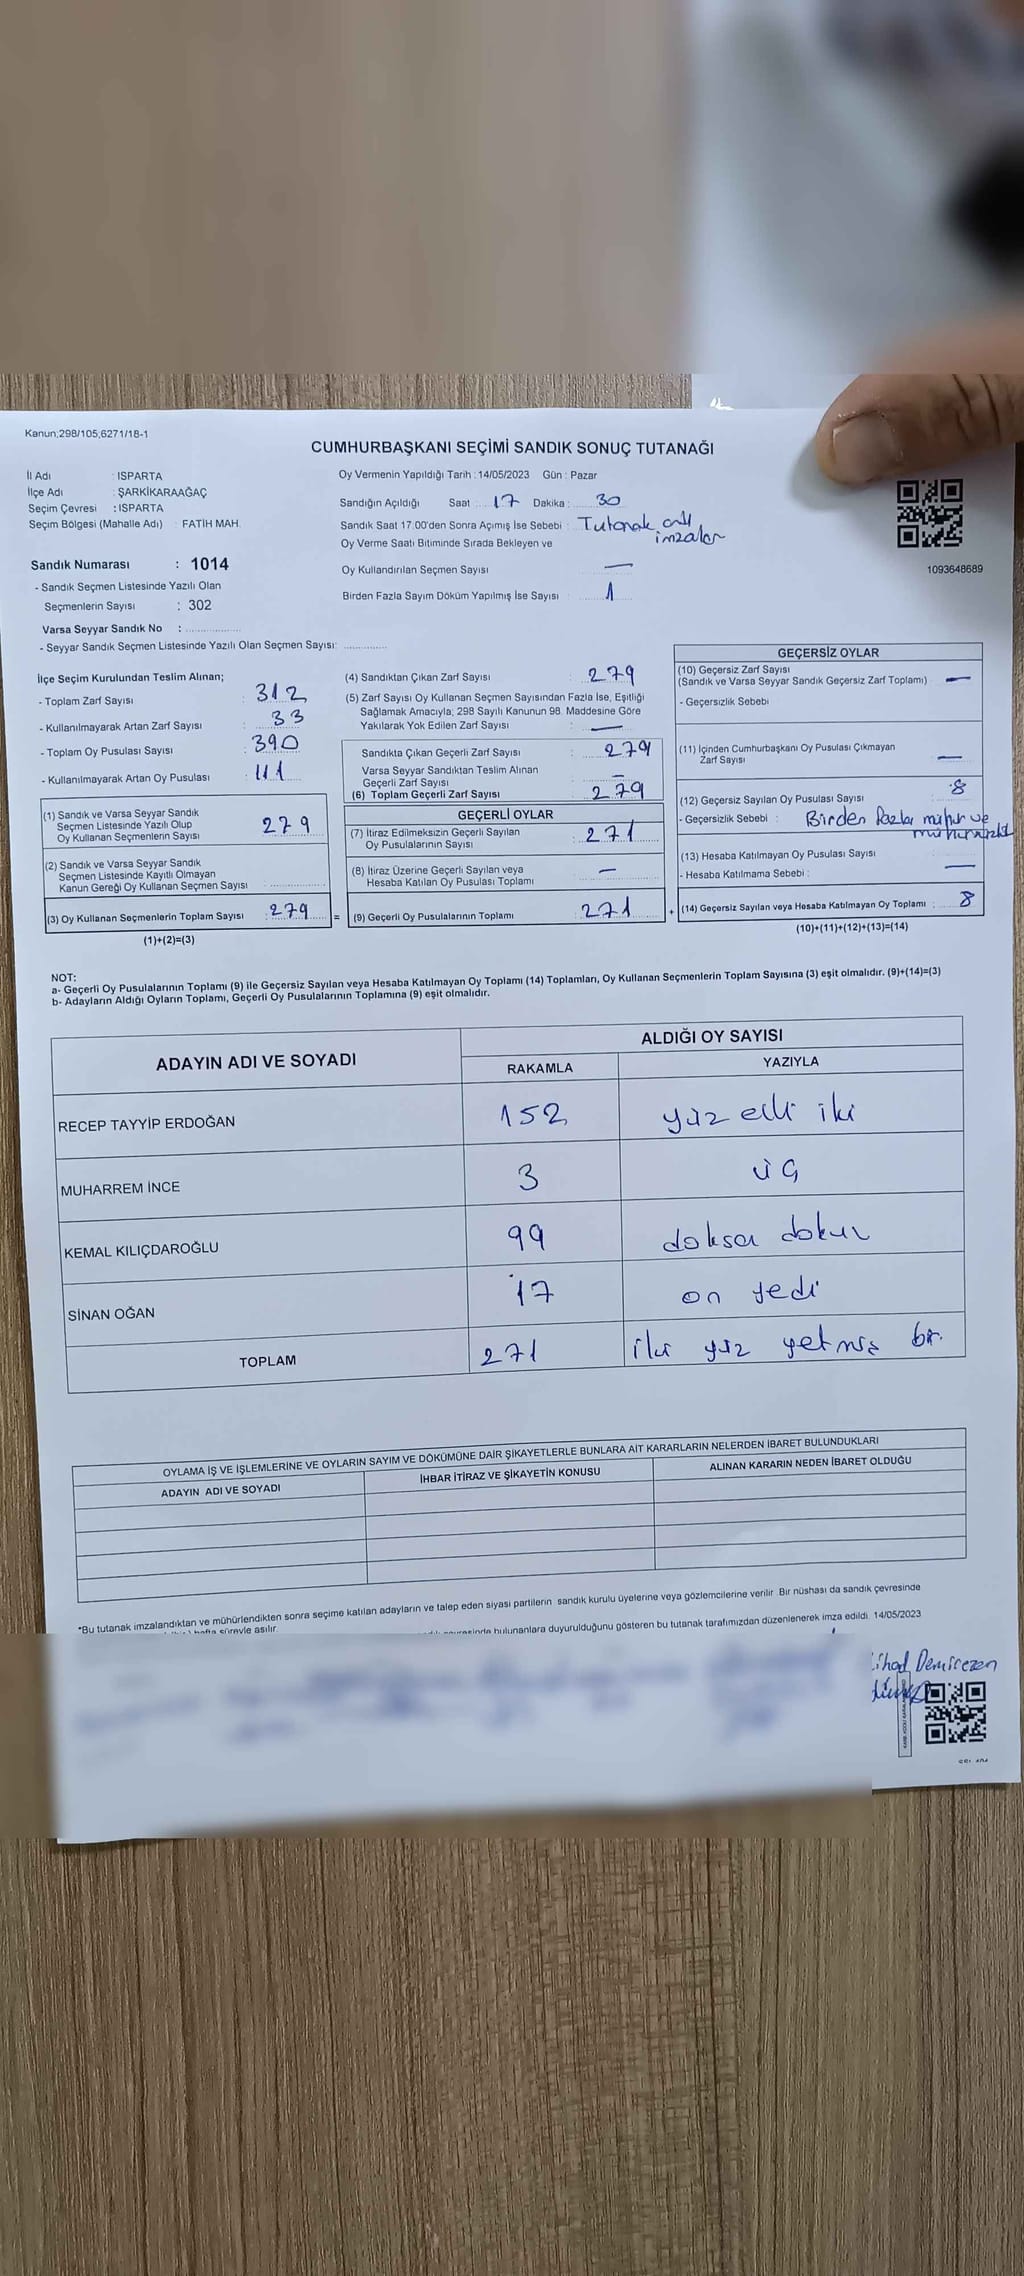 Kanun,298/105,6271/18-1
CUMHURBAŞKANI SEÇİMİ SANDIK SONUÇ TUTANAĞI
İl Adı : ISPARTA
İlçe Adı : ŞARKİKARAAĞAÇ
Seçim Çevresi : ISPARTA
Seçim Bölgesi (Mahalle Adı) : FATİH MAH.
Oy Vermenin Yapıldığı Tarih : 14/05/2023 Gün : Pazar
Sandığın Açıldığı Saat : 17 Dakika : 30
Sandık Saat 17.00'den Sonra Açımış İse Sebebi : Tutanak
imzalar
Oy Verme Saatı Bitiminde Sırada Bekleyen ve
Oy Kullandırılan Seçmen Sayısı —
Birden Fazla Sayım Döküm Yapılmış İse Sayısı : 1
1093648689
Sandık Numarası : 1014
- Sandık Seçmen Listesinde Yazılı Olan
Seçmenlerin Sayısı : 302
Varsa Seyyar Sandık No : ..................
- Seyyar Sandık Seçmen Listesinde Yazılı Olan Seçmen Sayısı: ..............
İlçe Seçim Kurulundan Teslim Alınan;
- Toplam Zarf Sayısı : 312
- Kullanılmayarak Artan Zarf Sayısı : 33
- Toplam Oy Pusulası Sayısı : 390
- Kullanılmayarak Artan Oy Pusulası : 111
(1) Sandık ve Varsa Seyyar Sandık
Seçmen Listesinde Yazılı Olup
Oy Kullanan Seçmenlerin Sayısı 279
(2) Sandık ve Varsa Seyyar Sandık
Seçmen Listesinde Kayıtlı Olmayan
Kanun Gereği Oy Kullanan Seçmen Sayısı ..............
(3) Oy Kullanan Seçmenlerin Toplam Sayısı : 279 =
(1)+(2)=(3)
(4) Sandıktan Çıkan Zarf Sayısı : 279
(5) Zarf Sayısı Oy Kullanan Seçmen Sayısından Fazla İse, Eşitliği
Sağlamak Amacıyla; 298 Sayılı Kanunun 98. Maddesine Göre
Yakılarak Yok Edilen Zarf Sayısı : —
Sandıkta Çıkan Geçerli Zarf Sayısı : 279
Varsa Seyyar Sandıktan Teslim Alınan
Geçerli Zarf Sayısı : —
(6) Toplam Geçerli Zarf Sayısı : 279
GEÇERLİ OYLAR
(7) İtiraz Edilmeksizin Geçerli Sayılan
Oy Pusulalarının Sayısı : 271
(8) İtiraz Üzerine Geçerli Sayılan veya
Hesaba Katılan Oy Pusulası Toplamı : —
(9) Geçerli Oy Pusulalarının Toplamı : 271 +
GEÇERSİZ OYLAR
(10) Geçersiz Zarf Sayısı
(Sandık ve Varsa Seyyar Sandık Geçersiz Zarf Toplamı) : —
- Geçersizlik Sebebi
(11) İçinden Cumhurbaşkanı Oy Pusulası Çıkmayan
Zarf Sayısı —
(12) Geçersiz Sayılan Oy Pusulası Sayısı 8
- Geçersizlik Sebebi : Birden fazla mühür ve
(13) Hesaba Katılmayan Oy Pusulası Sayısı
- Hesaba Katılmama Sebebi : —
(14) Geçersiz Sayılan veya Hesaba Katılmayan Oy Toplamı : 8
(10)+(11)+(12)+(13)=(14)
NOT:
a- Geçerli Oy Pusulalarının Toplamı (9) ile Geçersiz Sayılan veya Hesaba Katılmayan Oy Toplamı (14) Toplamları, Oy Kullanan Seçmenlerin Toplam Sayısına (3) eşit olmalıdır. (9)+(14)=(3)
b- Adayların Aldığı Oyların Toplamı, Geçerli Oy Pusulalarının Toplamına (9) eşit olmalıdır.
ADAYIN ADI VE SOYADI
ALDIĞI OY SAYISI
RAKAMLA YAZIYLA
RECEP TAYYİP ERDOĞAN 152 yüz elli iki
MUHARREM İNCE 3 üç
KEMAL KILIÇDAROĞLU 99 doksa dokuz
SİNAN OĞAN 17 on yedi
TOPLAM 271 iki yüz yetmiş bir.
OYLAMA İŞ VE İŞLEMLERİNE VE OYLARIN SAYIM VE DÖKÜMÜNE DAİR ŞİKAYETLERLE BUNLARA AİT KARARLARIN NELERDEN İBARET BULUNDUKLARI
ADAYIN ADI VE SOYADI İHBAR İTİRAZ VE ŞİKAYETİN KONUSU ALINAN KARARIN NEDEN İBARET OLDUĞU
*Bu tutanak imzalandıktan ve mühürlendikten sonra seçime katılan adayların ve talep eden siyasi partilerin sandık kurulu üyelerine veya gözlemcilerine verilir. Bir nüshası da sandık çevresinde
hafta süreyle asılır.
bulunanlara duyurulduğunu gösteren bu tutanak tarafımızdan düzenlenerek imza edildi. 14/05/2023
Demirezen